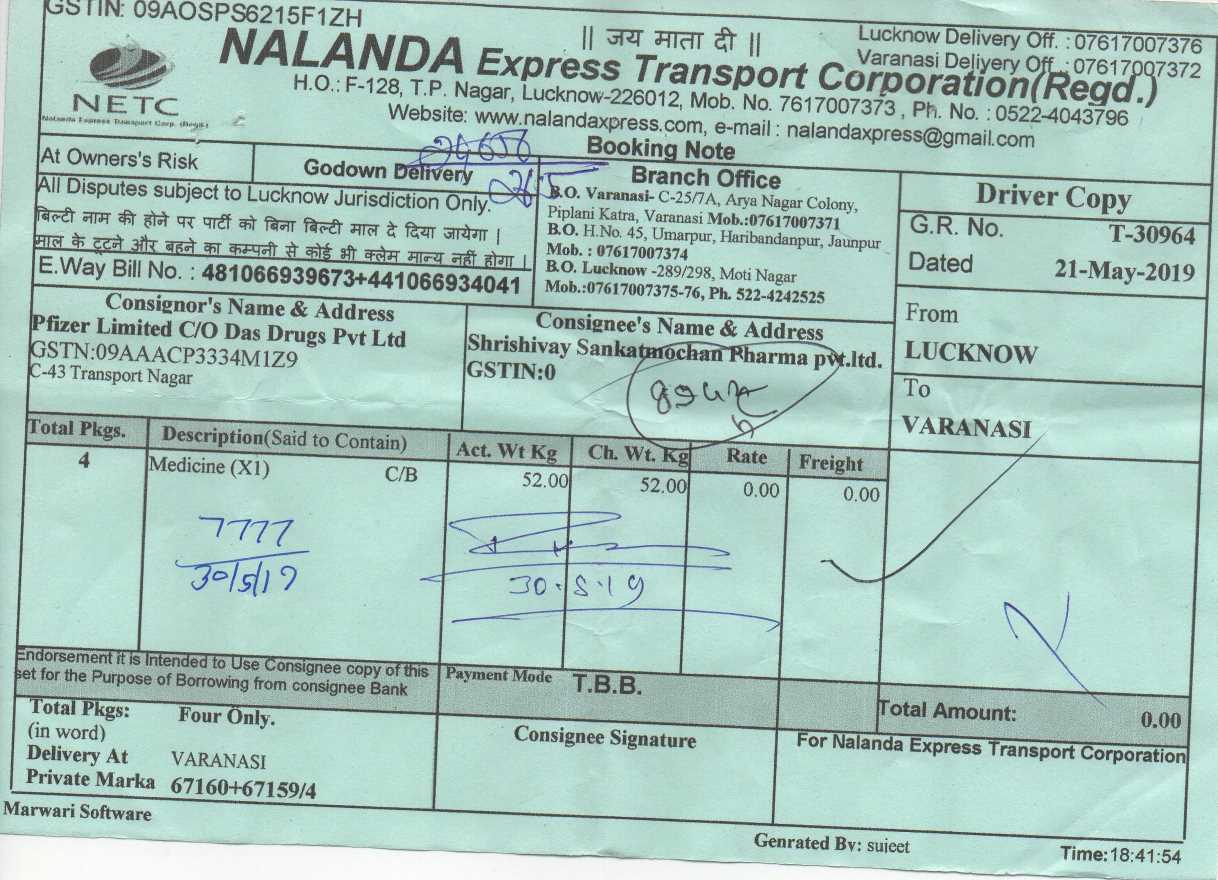 GSTIN: 09AOSPS6215F1ZH
|| जय माता दी ||
Lucknow Delivery Off. : 07617007376
Varanasi Delivery Off. : 07617007372
NETC
Nalanda Express Transport Corp. (Regd.)
NALANDA Express Transport Corporation(Regd.)
H.O.: F-128, T.P. Nagar, Lucknow-226012, Mob. No. 7617007373 , Ph. No. : 0522-4043796
Website: www.nalandaxpress.com, e-mail : nalandaxpress@gmail.com
Booking Note
At Owners's Risk
Godown Delivery
All Disputes subject to Lucknow Jurisdiction Only.
बिल्टी नाम की होने पर पार्टी को बिना बिल्टी माल दे दिया जायेगा |
माल के टूटने और बहने का कम्पनी से कोई भी क्लेम मान्य नहीं होगा |
E.Way Bill No. : 481066939673+441066934041
Branch Office
B.O. Varanasi- C-25/7A, Arya Nagar Colony,
Piplani Katra, Varanasi Mob.:07617007371
B.O. H.No. 45, Umarpur, Haribandanpur, Jaunpur
Mob. : 07617007374
B.O. Lucknow -289/298, Moti Nagar
Mob.:07617007375-76, Ph. 522-4242525
Driver Copy
G.R. No. T-30964
Dated 21-May-2019
From
LUCKNOW
To
VARANASI
Consignor's Name & Address
Pfizer Limited C/O Das Drugs Pvt Ltd
GSTN:09AAACP3334M1Z9
C-43 Transport Nagar
Consignee's Name & Address
Shrishivay Sankatmochan Pharma pvt.ltd.
GSTIN:0
Total Pkgs. Description(Said to Contain) Act. Wt Kg Ch. Wt. Kg Rate Freight
4 Medicine (X1) C/B 52.00 52.00 0.00 0.00
7777
30/5/19
30.5.19
Endorsement it is Intended to Use Consignee copy of this
set for the Purpose of Borrowing from consignee Bank
Payment Mode T.B.B.
Total Amount: 0.00
Total Pkgs: Four Only.
(in word)
Delivery At VARANASI
Private Marka 67160+67159/4
Consignee Signature
For Nalanda Express Transport Corporation
Marwari Software
Genrated By: sujeet
Time:18:41:54